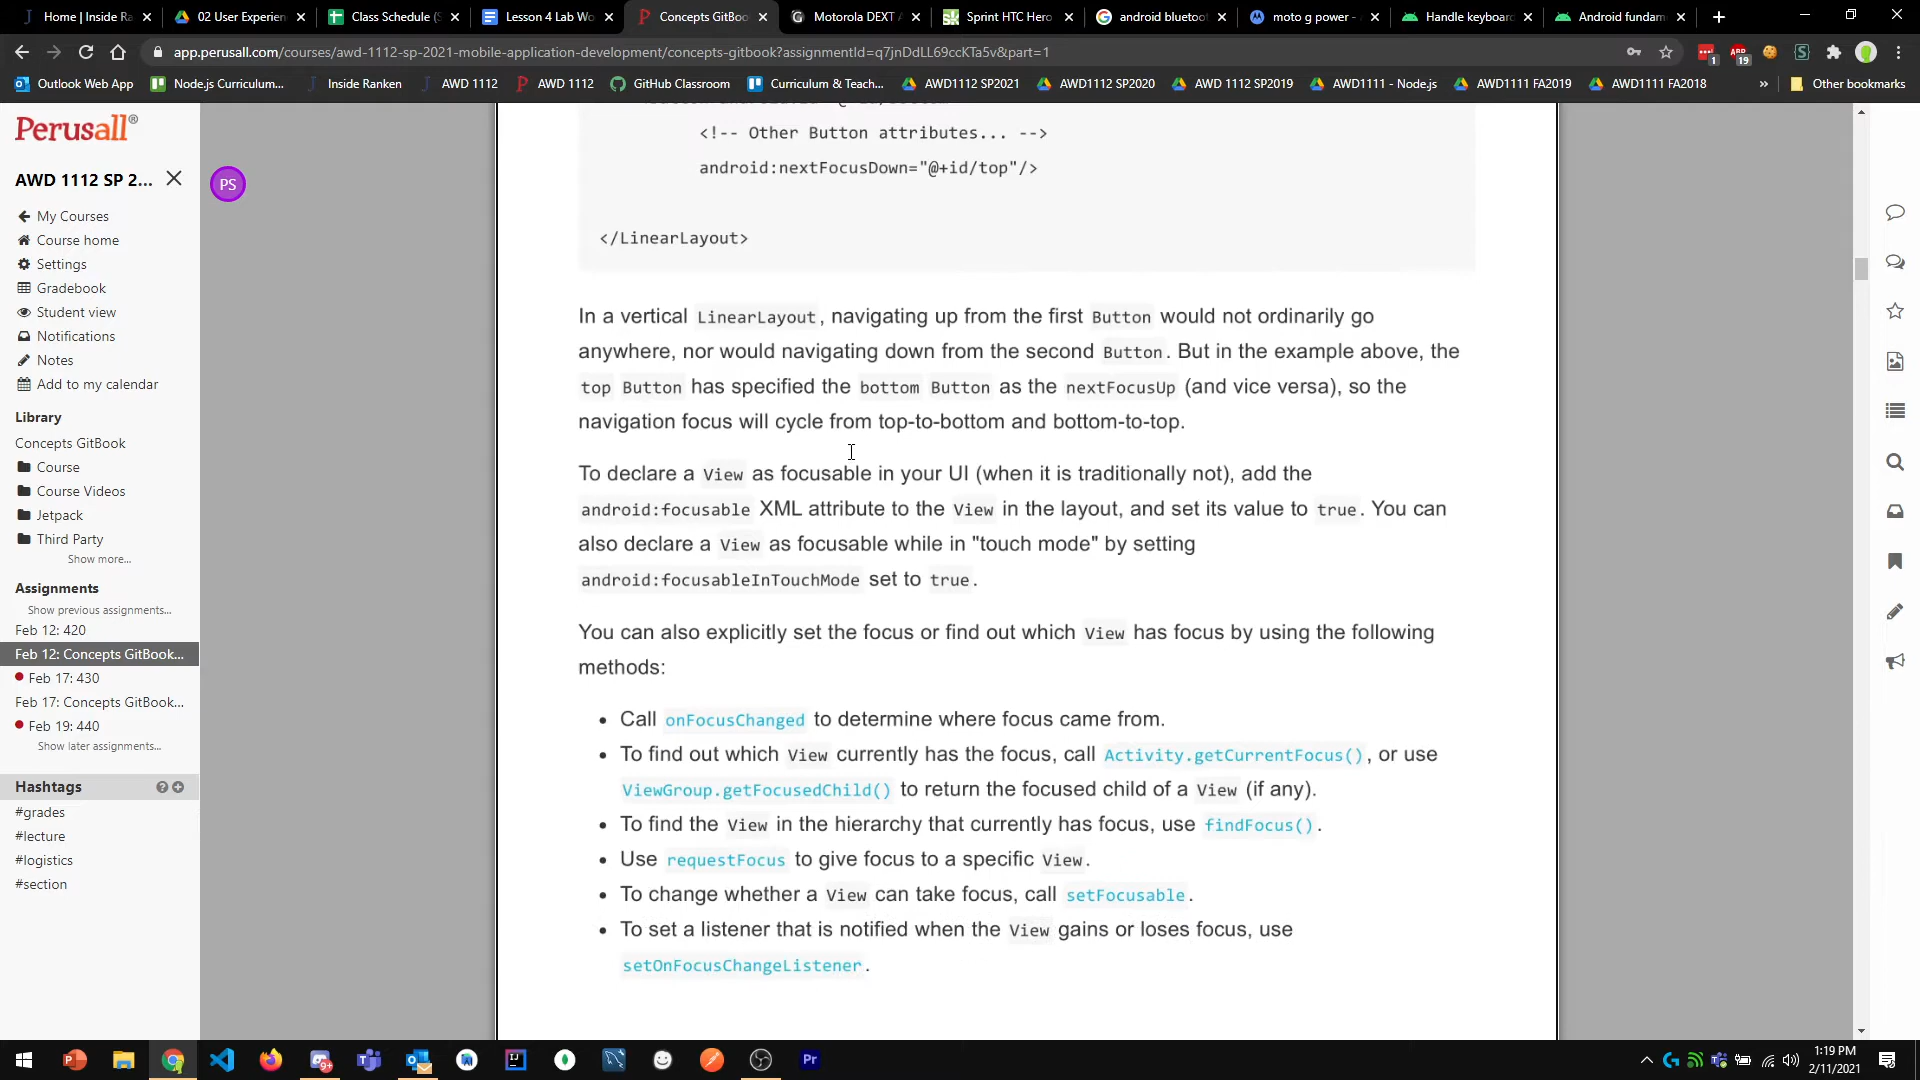 Home | Inside Ra
02 User Experien
Class Schedule (S
Lesson 4 Lab Wo
Concepts GitBoo
Motorola DEXT A
Sprint HTC Hero
android bluetoo
moto g power -
Handle keyboard
Android fundam
app.perusall.com/courses/awd-1112-sp-2021-mobile-application-development/concepts-gitbook?assignmentId=q7jnDdLL69ccKTa5v&part=1
1
19
Outlook Web App
Node.js Curriculum...
Inside Ranken
AWD 1112
AWD 1112
GitHub Classroom
Curriculum & Teach...
AWD1112 SP2021
AWD1112 SP2020
AWD 1112 SP2019
AWD1111 - Node.js
AWD1111 FA2019
AWD1111 FA2018
»
Other bookmarks
Perusall®
AWD 1112 SP 2...
PS
My Courses
Course home
Settings
Gradebook
Student view
Notifications
Notes
Add to my calendar
Library
Concepts GitBook
Course
Course Videos
Jetpack
Third Party
Show more...
Assignments
Show previous assignments...
Feb 12: 420
Feb 12: Concepts GitBook...
Feb 17: 430
Feb 17: Concepts GitBook...
Feb 19: 440
Show later assignments...
Hashtags
#grades
#lecture
#logistics
#section
<!-- Other Button attributes... -->
android:nextFocusDown="@+id/top"/>
</LinearLayout>
In a vertical LinearLayout, navigating up from the first Button would not ordinarily go
anywhere, nor would navigating down from the second Button. But in the example above, the
top Button has specified the bottom Button as the nextFocusUp (and vice versa), so the
navigation focus will cycle from top-to-bottom and bottom-to-top.
To declare a View as focusable in your UI (when it is traditionally not), add the
android:focusable XML attribute to the View in the layout, and set its value to true. You can
also declare a View as focusable while in "touch mode" by setting
android:focusableInTouchMode set to true.
You can also explicitly set the focus or find out which View has focus by using the following
methods:
• Call onFocusChanged to determine where focus came from.
• To find out which View currently has the focus, call Activity.getCurrentFocus(), or use
ViewGroup.getFocusedChild() to return the focused child of a View (if any).
• To find the View in the hierarchy that currently has focus, use findFocus().
• Use requestFocus to give focus to a specific View.
• To change whether a View can take focus, call setFocusable.
• To set a listener that is notified when the View gains or loses focus, use
setOnFocusChangeListener.
9+
Pr
1:19 PM
2/11/2021